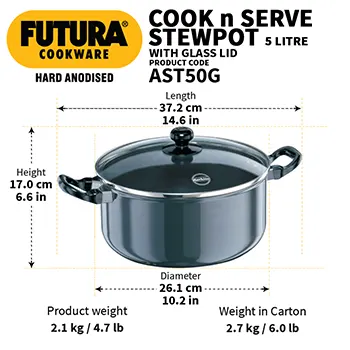 FUTURA®
COOKWARE
HARD ANODISED
COOK n SERVE
STEWPOT 5 LITRE
WITH GLASS LID
PRODUCT CODE
AST50G
Length
37.2 cm
14.6 in
Height
17.0 cm
6.6 in
Diameter
26.1 cm
10.2 in
Product weight
2.1 kg / 4.7 lb
Weight in Carton
2.7 kg / 6.0 lb